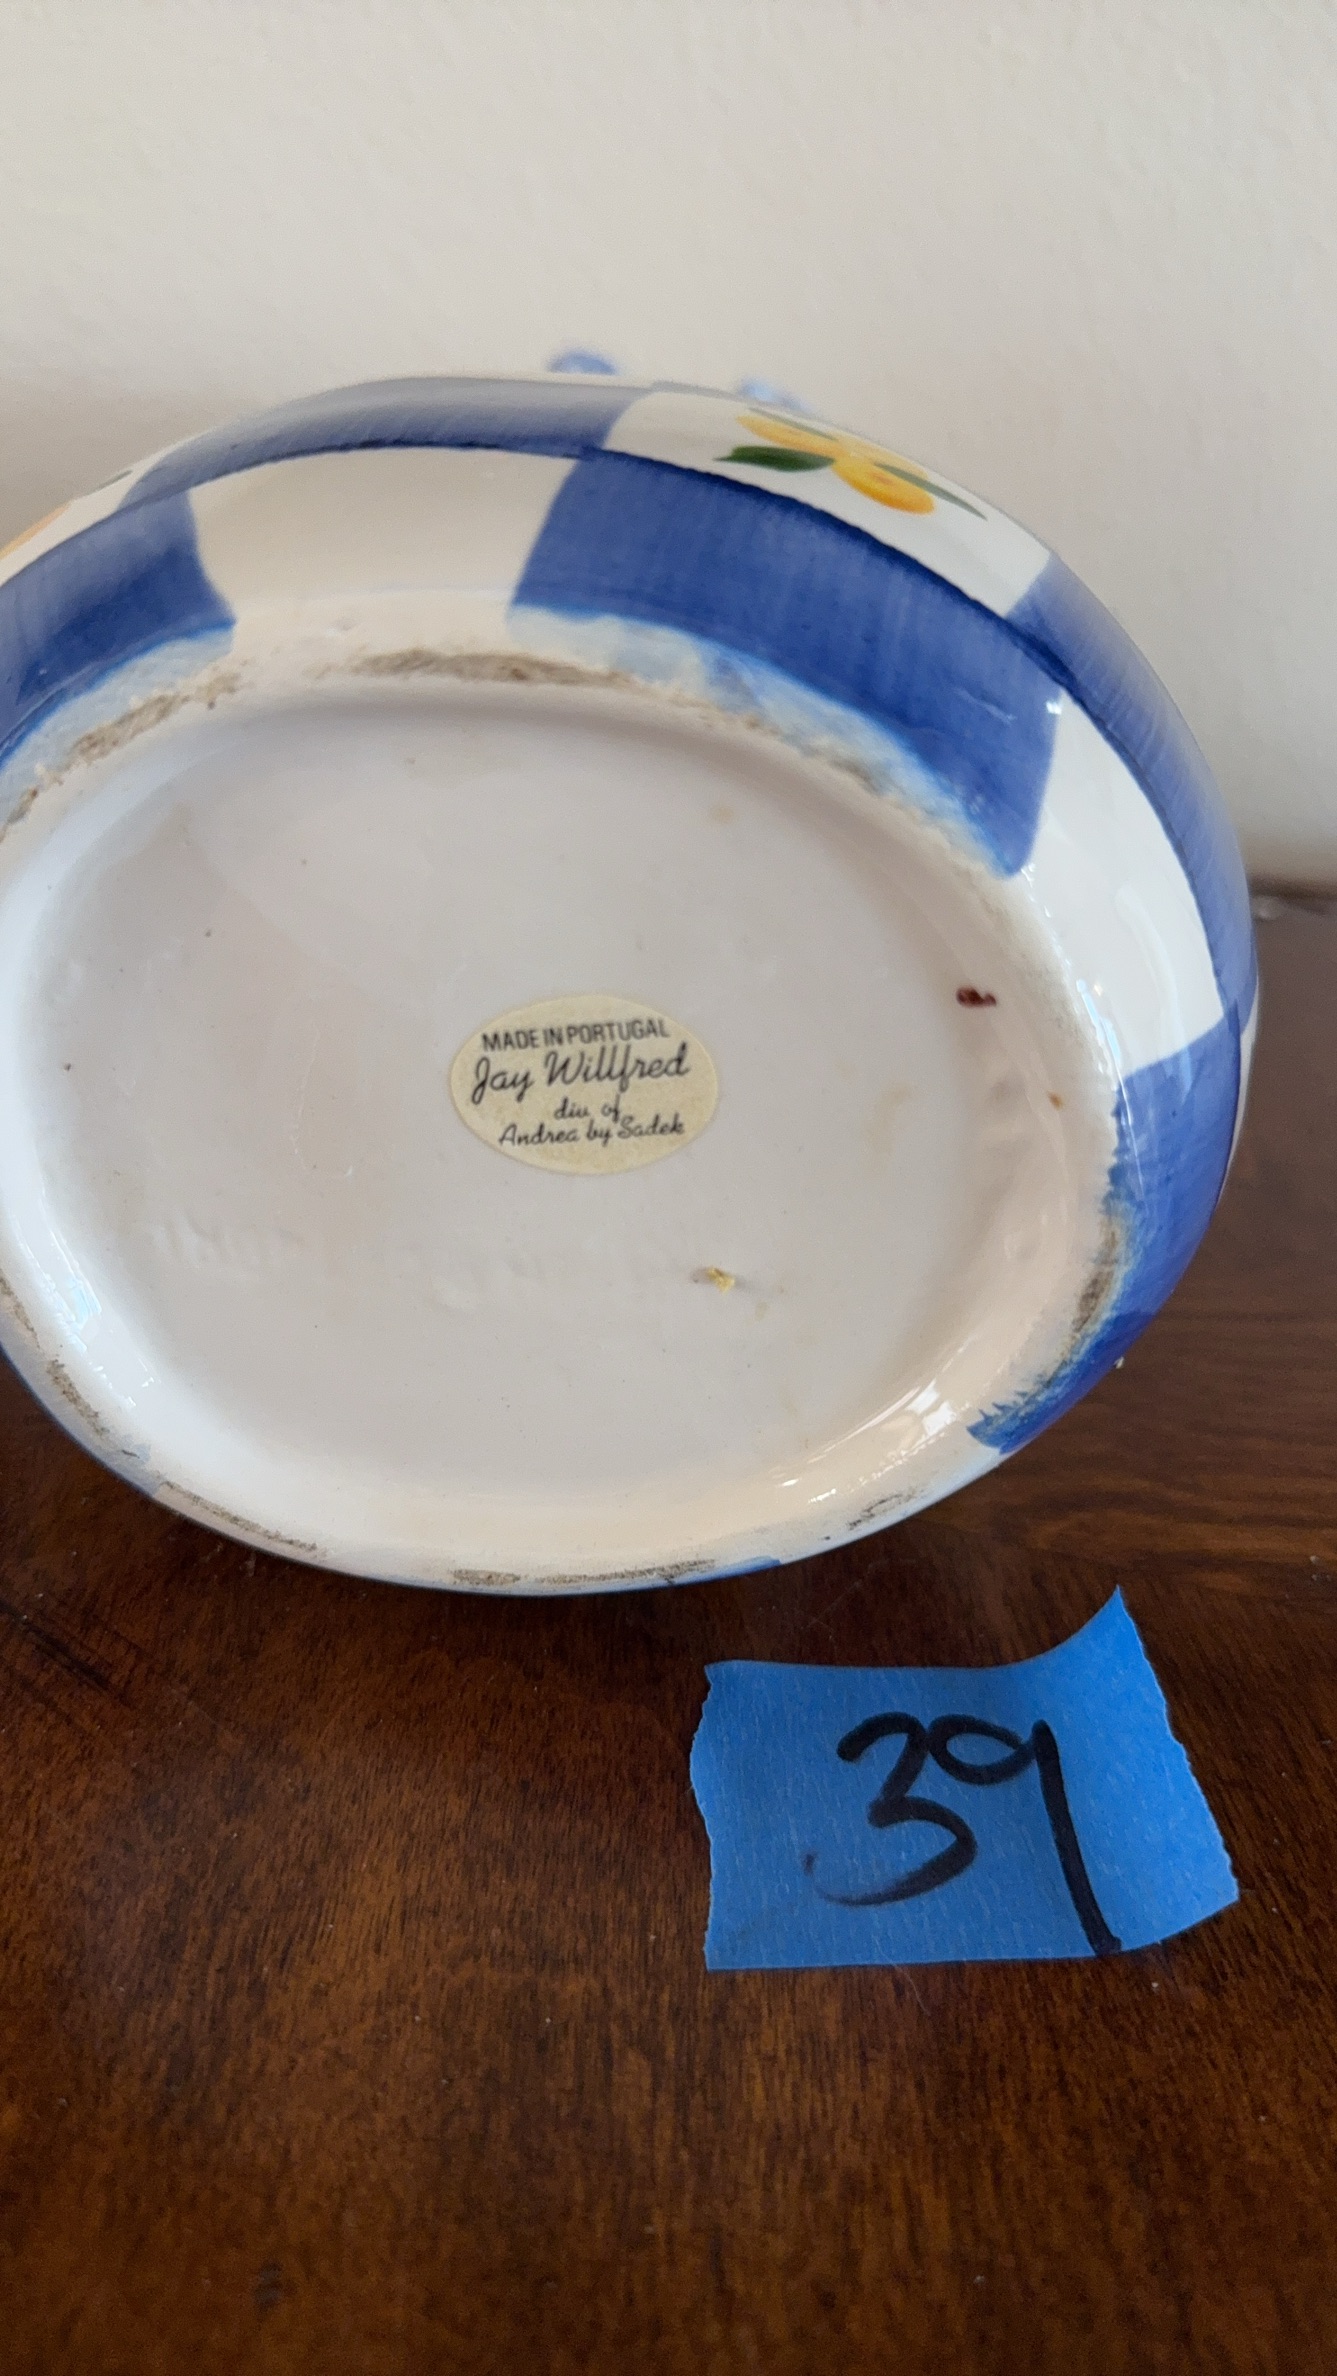 MADE IN PORTUGAL
Jay Willfred
div. of
Andrea by Sadek
39